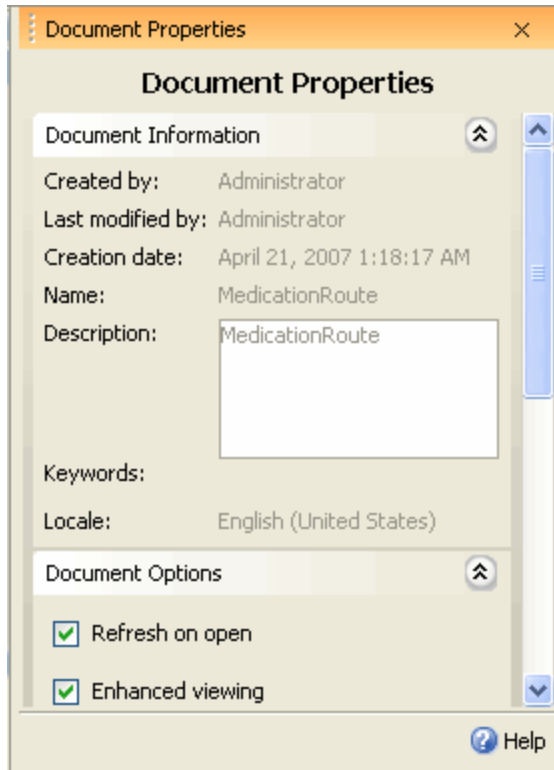 Document Properties
Document Properties
Document Information
Created by: Administrator
Last modified by: Administrator
Creation date: April 21, 2007 1:18:17 AM
Name: MedicationRoute
Description: MedicationRoute
Keywords:
Locale: English (United States)
Document Options
Refresh on open
Enhanced viewing
Help